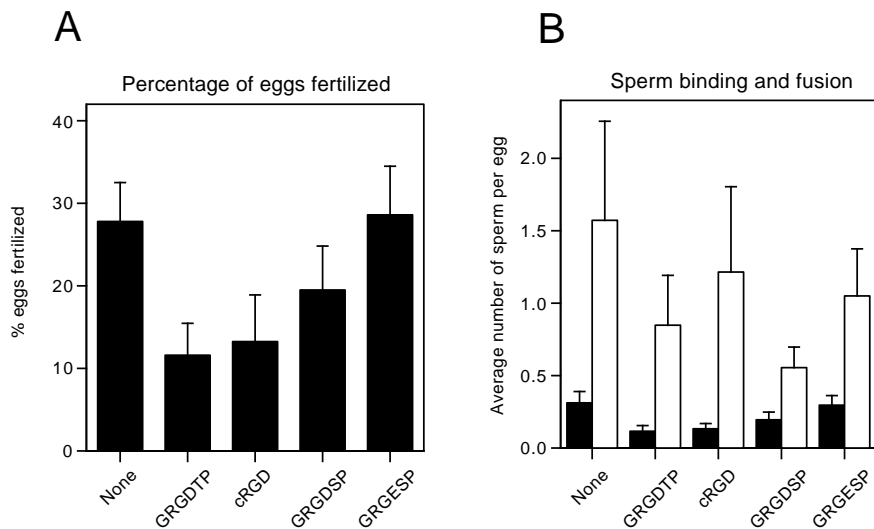 A
Percentage of eggs fertilized
% eggs fertilized
40
30
20
10
0
None
GRGDTP
cRGD
GRGDSP
GRGESP
B
Sperm binding and fusion
Average number of sperm per egg
2.0
1.5
1.0
0.5
0.0
None
GRGDTP
cRGD
GRGDSP
GRGESP